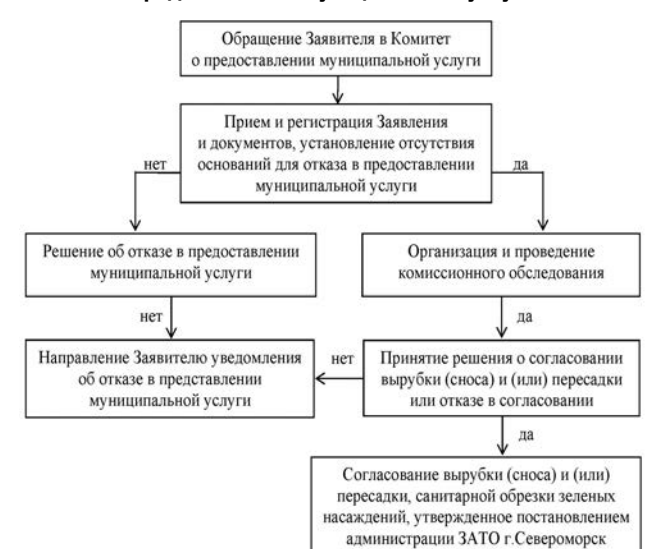 Обращение Заявителя в Комитет
о предоставлении муниципальной услуги
Прием и регистрация Заявления
и документов, установление отсутствия
оснований для отказа в предоставлении
муниципальной услуги
нет
да
Решение об отказе в предоставлении
муниципальной услуги
Организация и проведение
комиссионного обследования
нет
да
Направление Заявителю уведомления
об отказе в представлении
муниципальной услуги
нет
Принятие решения о согласовании
вырубки (сноса) и (или) пересадки
или отказе в согласовании
да
Согласование вырубки (сноса) и (или)
пересадки, санитарной обрезки зеленых
насаждений, утвержденное постановлением
администрации ЗАТО г.Североморск